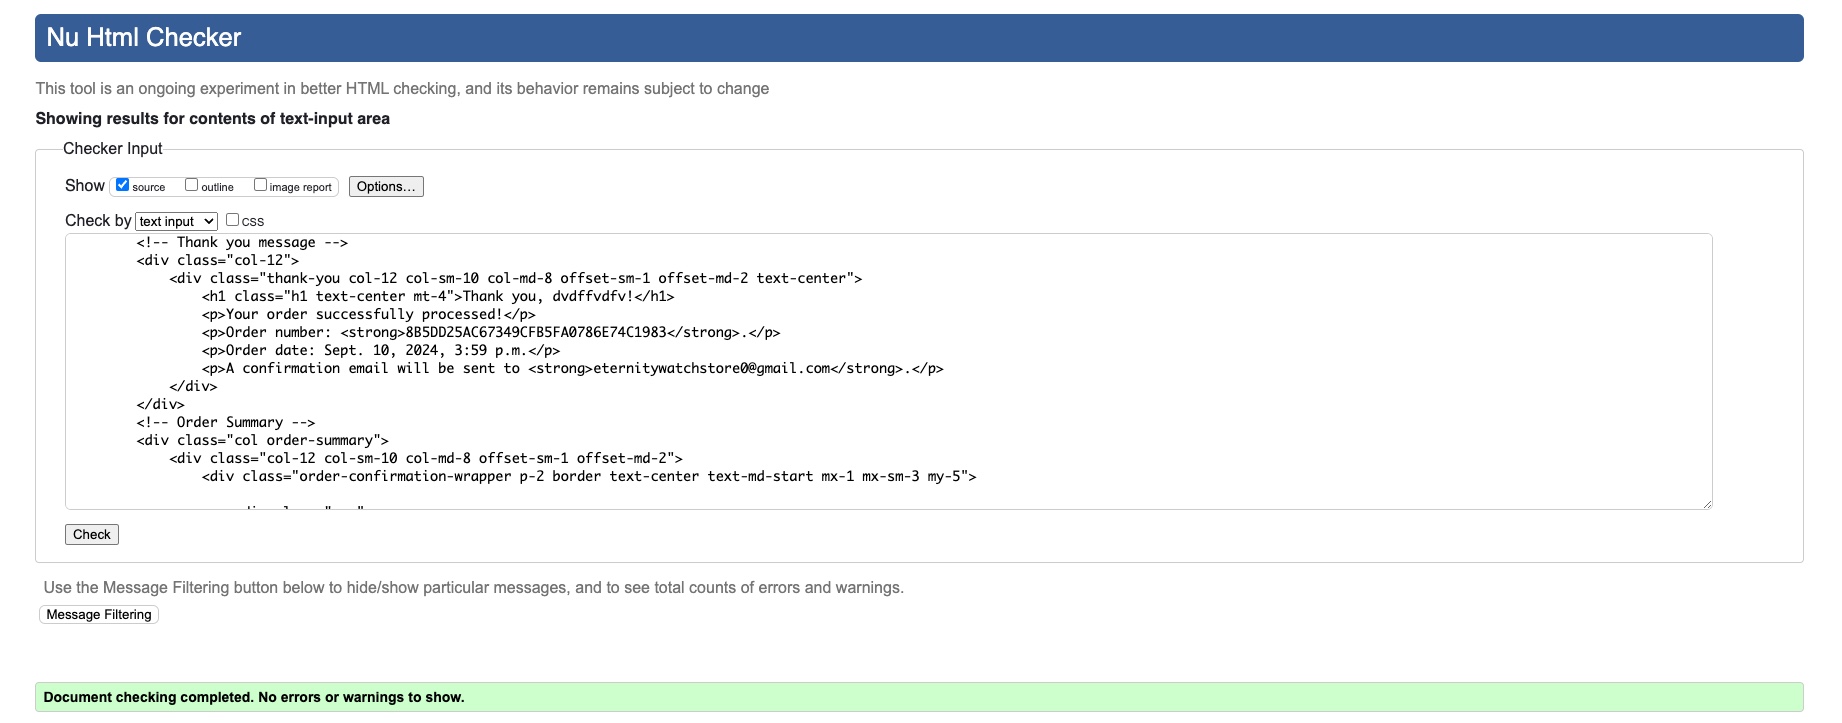 Nu Html Checker
This tool is an ongoing experiment in better HTML checking, and its behavior remains subject to change
Showing results for contents of text-input area
Checker Input
Show source outline image report Options...
Check by text input css
<!-- Thank you message -->
<div class="col-12">
<div class="thank-you col-12 col-sm-10 col-md-8 offset-sm-1 offset-md-2 text-center">
<h1 class="h1 text-center mt-4">Thank you, dvdffvdfv!</h1>
<p>Your order successfully processed!</p>
<p>Order number: <strong>8B5DD25AC67349CFB5FA0786E74C1983</strong>.</p>
<p>Order date: Sept. 10, 2024, 3:59 p.m.</p>
<p>A confirmation email will be sent to <strong>eternitywatchstore0@gmail.com</strong>.</p>
</div>
</div>
<!-- Order Summary -->
<div class="col order-summary">
<div class="col-12 col-sm-10 col-md-8 offset-sm-1 offset-md-2">
<div class="order-confirmation-wrapper p-2 border text-center text-md-start mx-1 mx-sm-3 my-5">
Check
Use the Message Filtering button below to hide/show particular messages, and to see total counts of errors and warnings.
Message Filtering
Document checking completed. No errors or warnings to show.